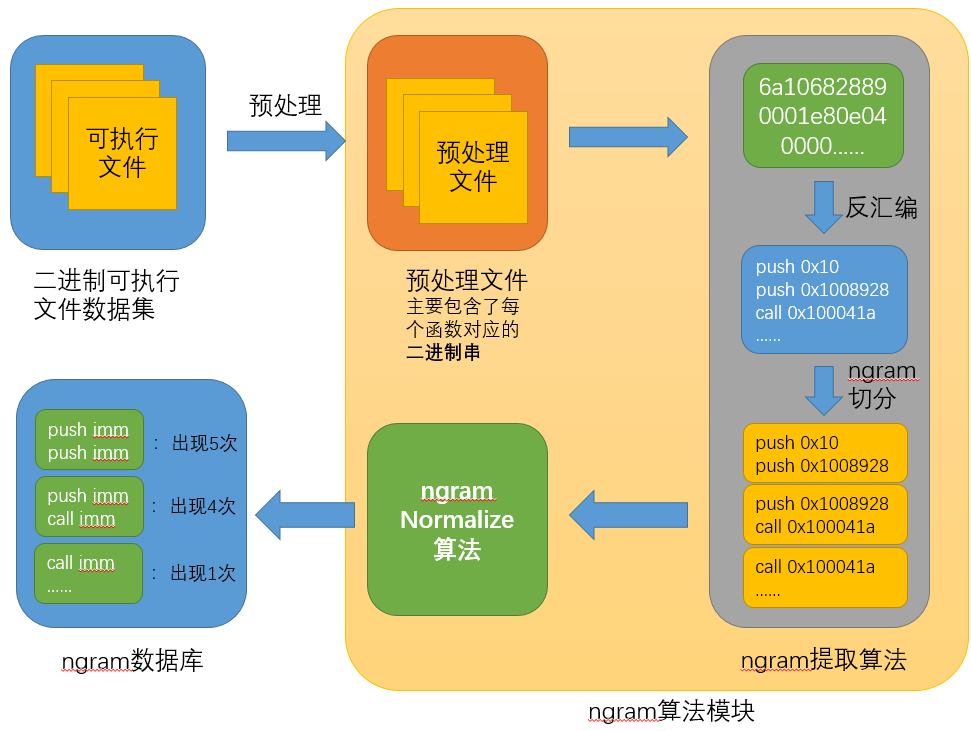 可执行
文件
二进制可执行
文件数据集
预处理
预处理
文件
预处理文件
主要包含了每
个函数对应的
二进制串
6a10682889
0001e80e04
0000......
反汇编
push 0x10
push 0x1008928
call 0x100041a
......
ngram
切分
push 0x10
push 0x1008928
push 0x1008928
call 0x100041a
call 0x100041a
......
ngram提取算法
ngram
Normalize
算法
ngram算法模块
push imm
push imm
: 出现5次
push imm
call imm
: 出现4次
call imm
......
: 出现1次
ngram数据库